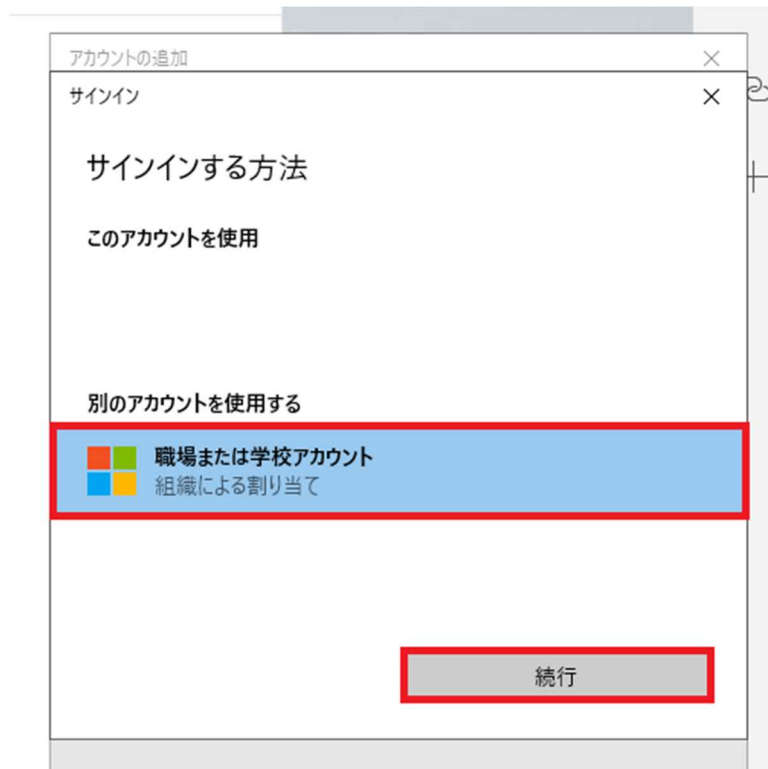 アカウントの追加
サインイン
サインインする方法
このアカウントを使用
別のアカウントを使用する
職場または学校アカウント
組織による割り当て
続行